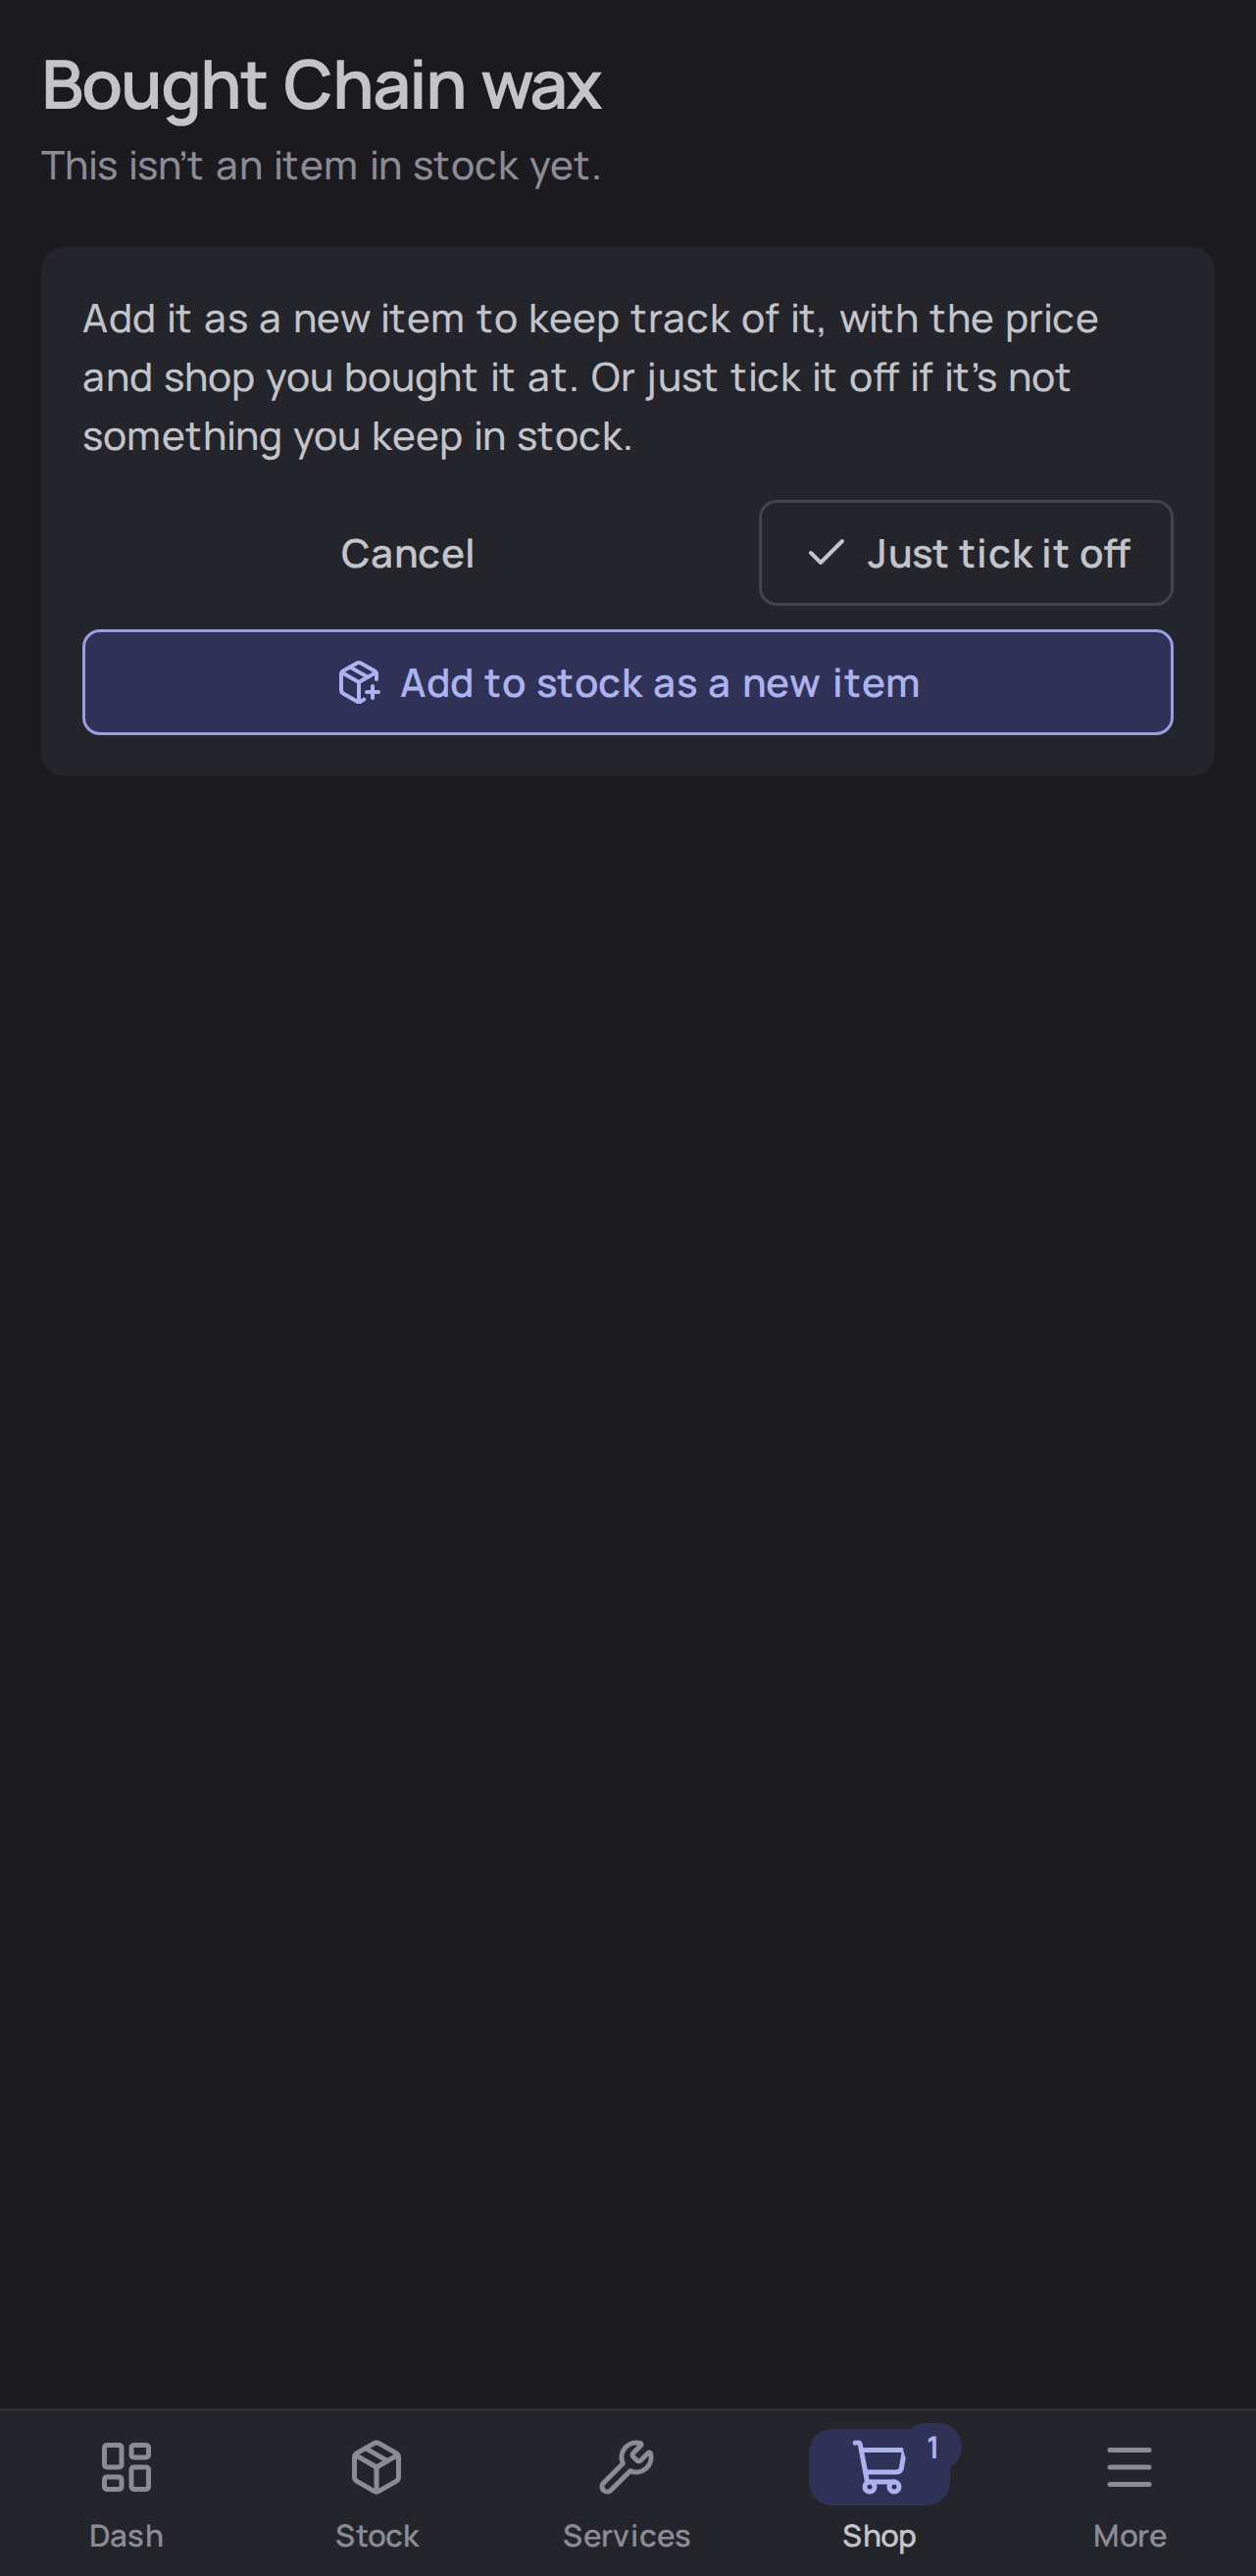 Bought Chain wax
This isn’t an item in stock yet.
Add it as a new item to keep track of it, with the price
and shop you bought it at. Or just tick it off if it’s not
something you keep in stock.
Cancel
Just tick it off
Add to stock as a new item
1
Dash
Stock
Services
Shop
More